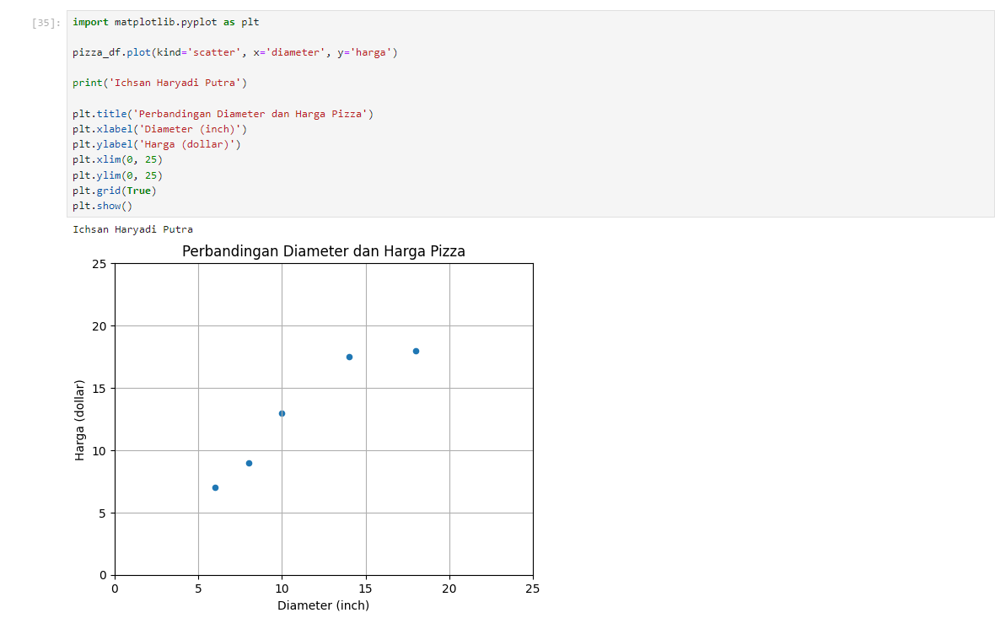 [35]:
import matplotlib.pyplot as plt
pizza_df.plot(kind='scatter', x='diameter', y='harga')
print('Ichsan Haryadi Putra')
plt.title('Perbandingan Diameter dan Harga Pizza')
plt.xlabel('Diameter (inch)')
plt.ylabel('Harga (dollar)')
plt.xlim(0, 25)
plt.ylim(0, 25)
plt.grid(True)
plt.show()
Ichsan Haryadi Putra
Perbandingan Diameter dan Harga Pizza
25
20
15
10
5
0
Harga (dollar)
0 5 10 15 20 25
Diameter (inch)